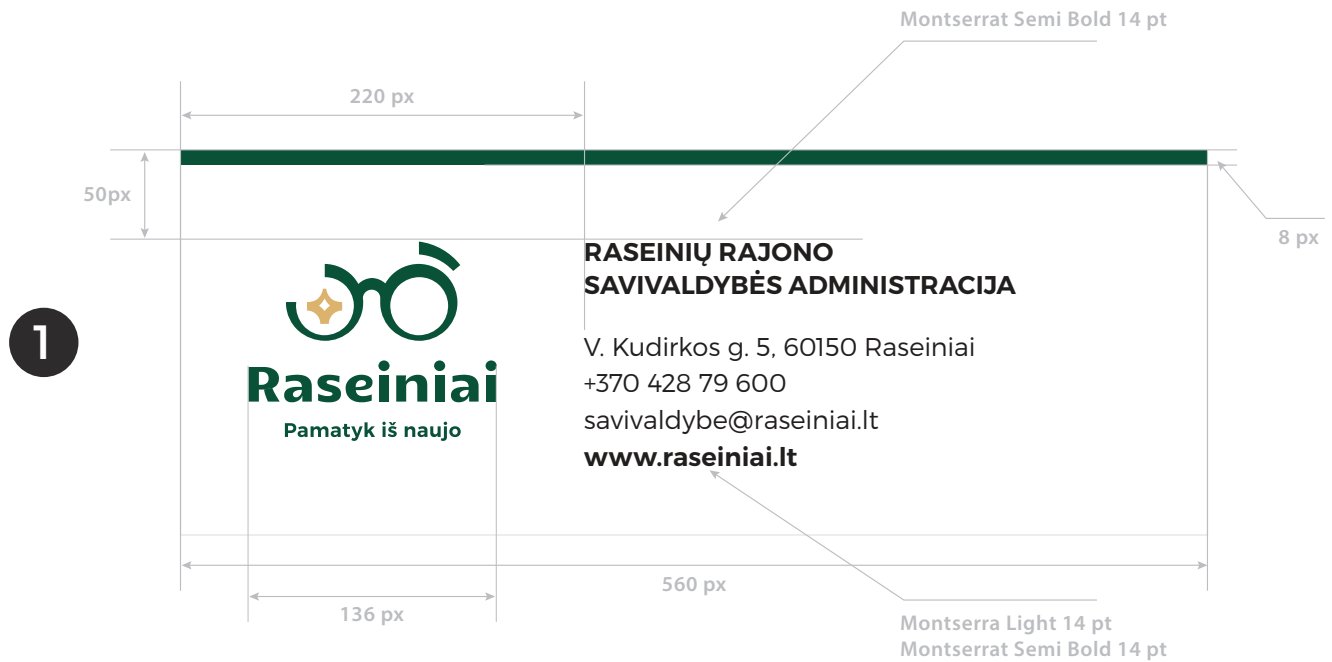 Montserrat Semi Bold 14 pt
220 px
50px
8 px
RASEINIŲ RAJONO
SAVIVALDYBĖS ADMINISTRACIJA
1
V. Kudirkos g. 5, 60150 Raseiniai
+370 428 79 600
savivaldybe@raseiniai.lt
www.raseiniai.lt
Raseiniai
Pamatyk iš naujo
560 px
136 px
Montserra Light 14 pt
Montserrat Semi Bold 14 pt